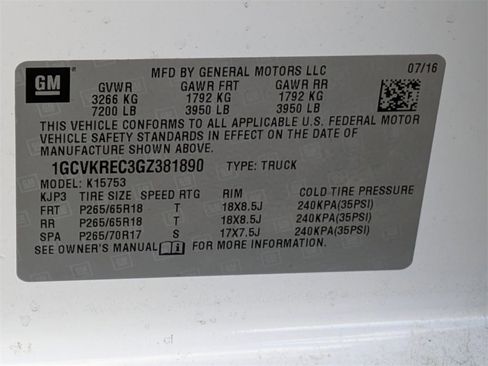 GM
MFD BY GENERAL MOTORS LLC 07/16
GVWR GAWR FRT GAWR RR
3266 KG 1792 KG 1792 KG
7200 LB 3950 LB 3950 LB
THIS VEHICLE CONFORMS TO ALL APPLICABLE U.S. FEDERAL MOTOR
VEHICLE SAFETY STANDARDS IN EFFECT ON THE DATE OF
MANUFACTURE SHOWN ABOVE.
1GCVKREC3GZ381890 TYPE: TRUCK
MODEL: K15753
KJP3 TIRE SIZE SPEED RTG RIM COLD TIRE PRESSURE
FRT P265/65R18 T 18X8.5J 240KPA(35PSI)
RR P265/65R18 T 18X8.5J 240KPA(35PSI)
SPA P265/70R17 S 17X7.5J 240KPA(35PSI)
SEE OWNER'S MANUAL FOR MORE INFORMATION.